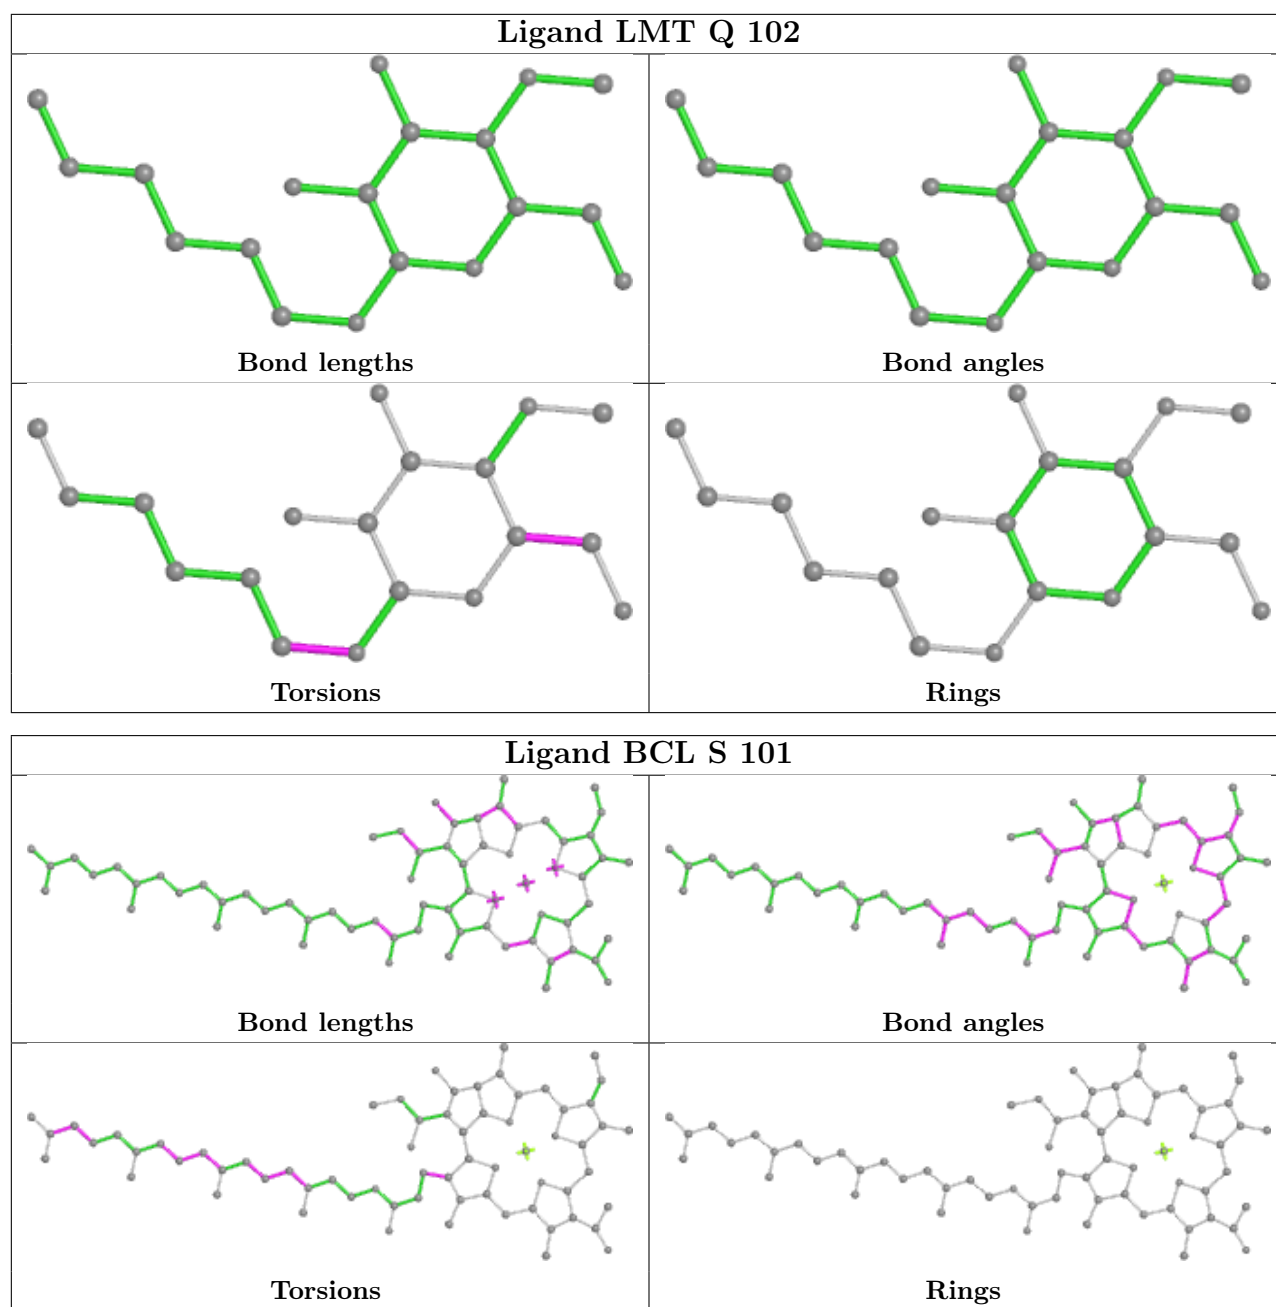 Ligand LMT Q 102
Bond lengths
Bond angles
Torsions
Rings
Ligand BCL S 101
Bond lengths
Bond angles
Torsions
Rings